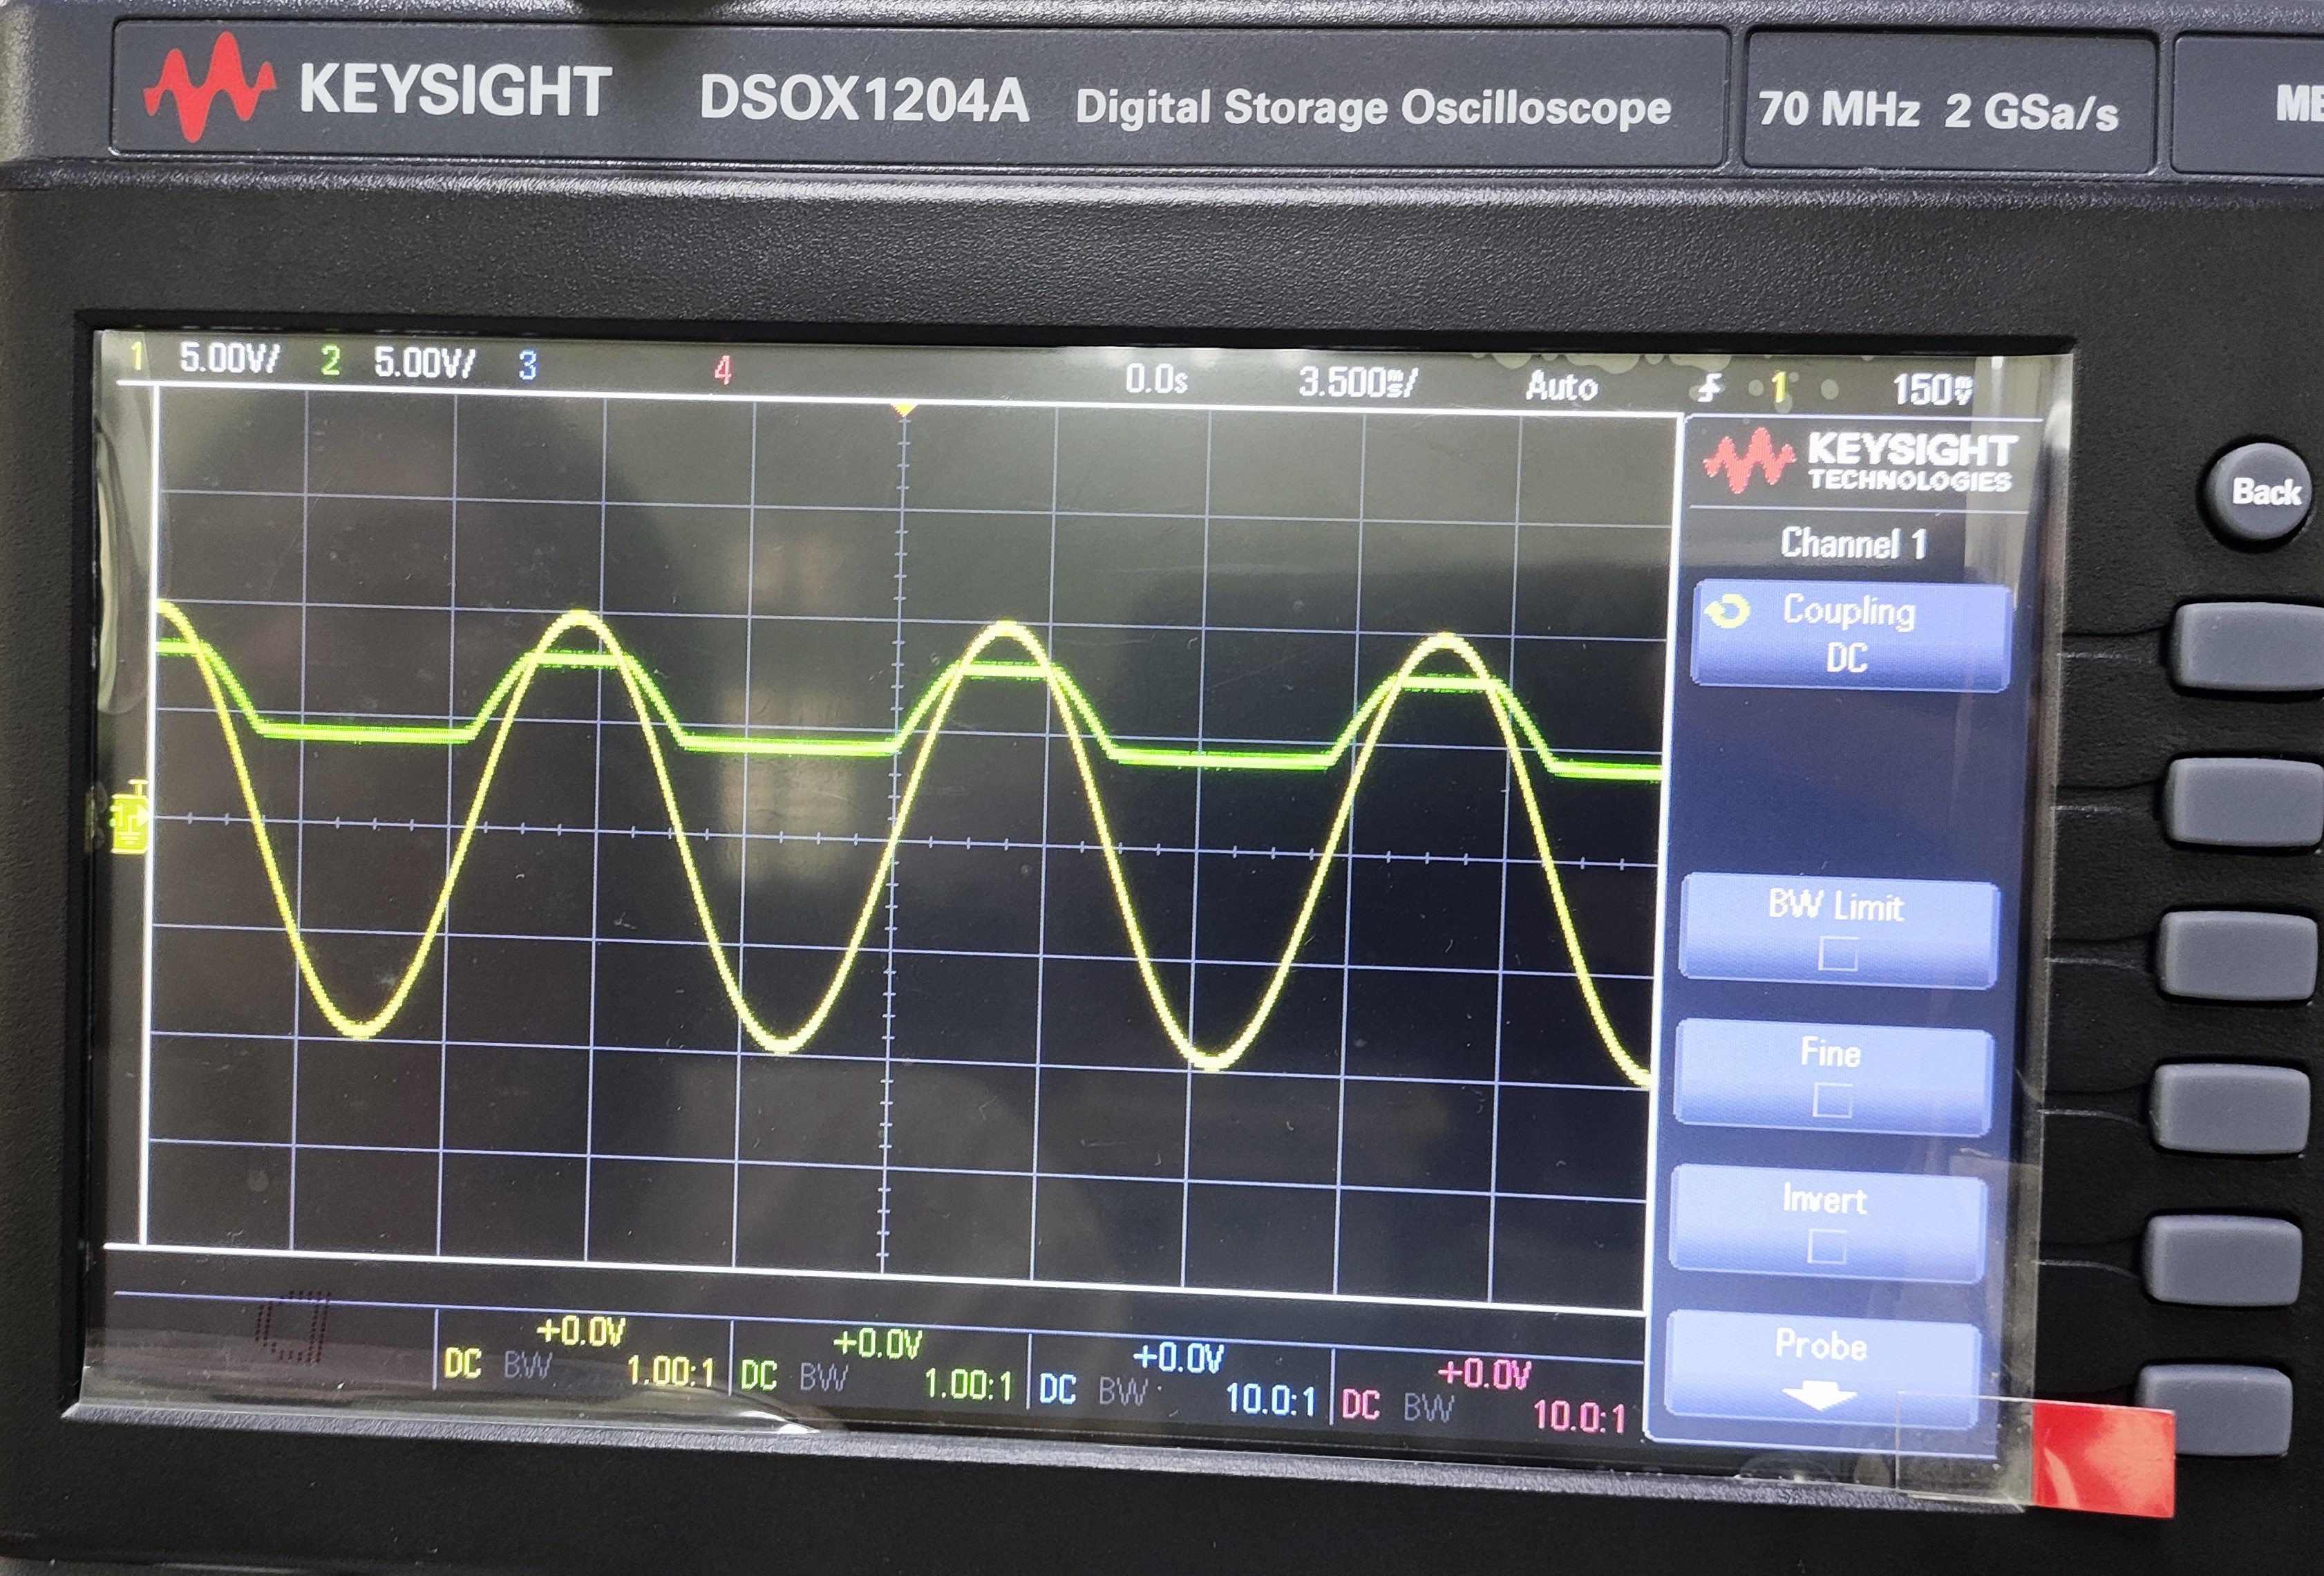 KEYSIGHT DSOX1204A Digital Storage Oscilloscope 70 MHz 2 GSa/s
1 5.00V/ 2 5.00V/ 3 4 0.0s 3.500ms/ Auto 1 150mV
KEYSIGHT
TECHNOLOGIES
Back
Channel 1
Coupling
DC
BW Limit
Fine
Invert
Probe
+0.0V +0.0V +0.0V +0.0V
DC BW 1.00:1 DC BW 1.00:1 DC BW 10.0:1 DC BW 10.0:1